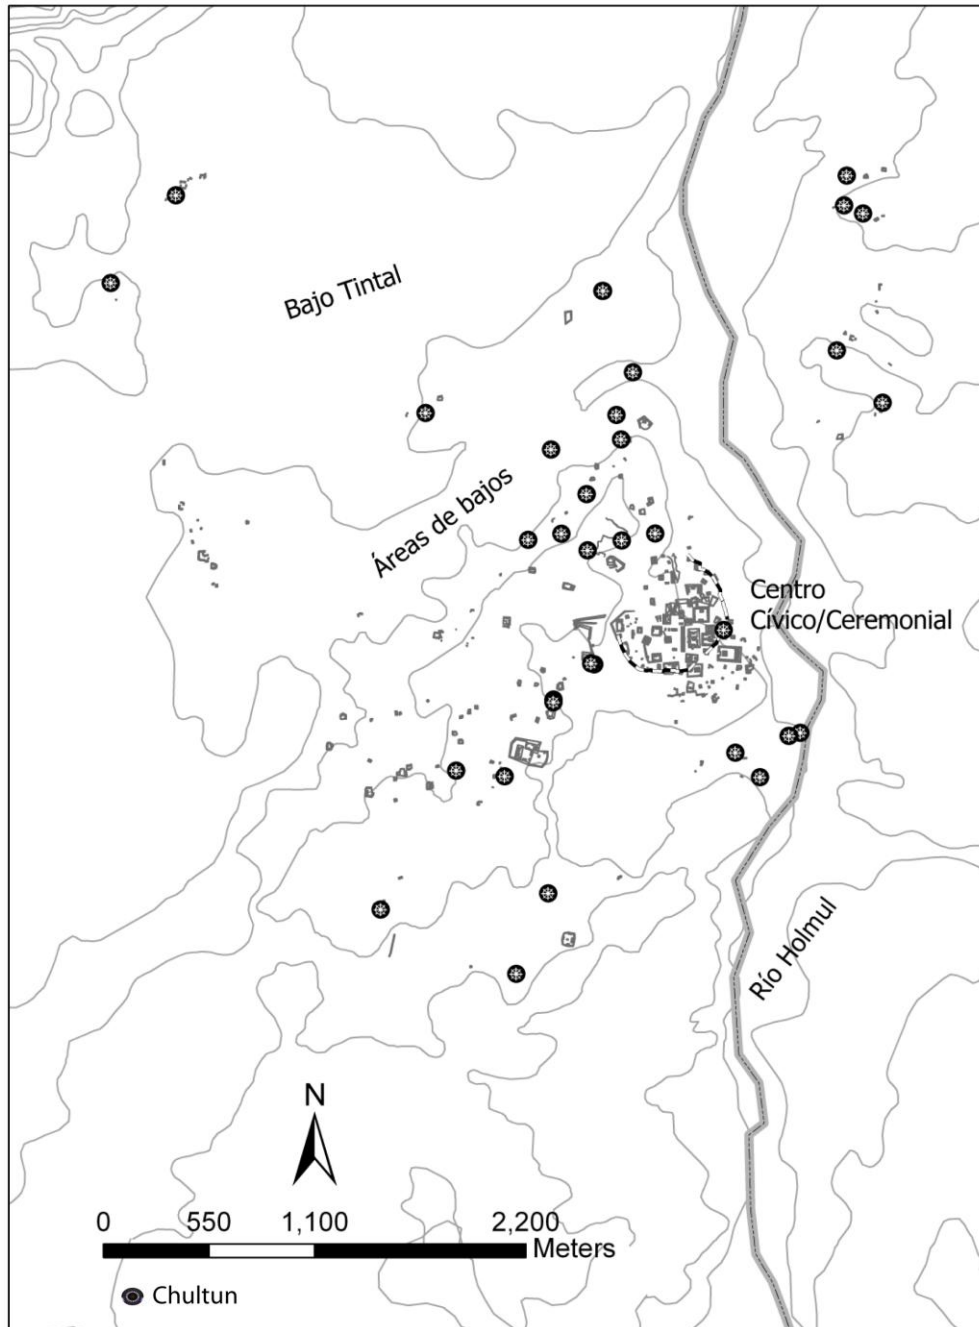 Bajo Tintal
Áreas de bajos
Centro
Cívico/Ceremonial
Río Holmul
N
0 550 1,100 2,200
Meters
Chultun